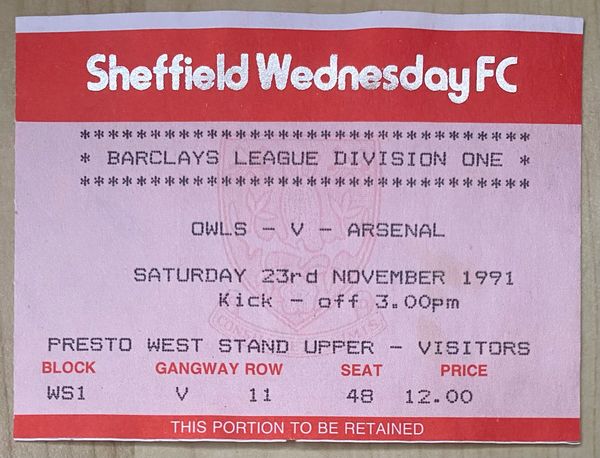 Sheffield Wednesday FC
********************************
* BARCLAYS LEAGUE DIVISION ONE *
********************************
OWLS - V - ARSENAL
SATURDAY 23rd NOVEMBER 1991
Kick - off 3.00pm
PRESTO WEST STAND UPPER - VISITORS
BLOCK GANGWAY ROW SEAT PRICE
WS1 V 11 48 12.00
THIS PORTION TO BE RETAINED